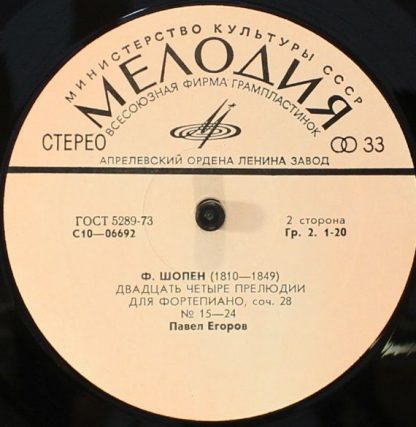 МИНИСТЕРСТВО КУЛЬТУРЫ СССР
МЕЛОДИЯ
ВСЕСОЮЗНАЯ ФИРМА ГРАМПЛАСТИНОК
СТЕРЕО
33
АПРЕЛЕВСКИЙ ОРДЕНА ЛЕНИНА ЗАВОД
ГОСТ 5289-73
2 сторона
С10—06692
Гр. 2. 1-20
Ф. ШОПЕН (1810—1849)
ДВАДЦАТЬ ЧЕТЫРЕ ПРЕЛЮДИИ
ДЛЯ ФОРТЕПИАНО, соч. 28
№ 15—24
Павел Егоров